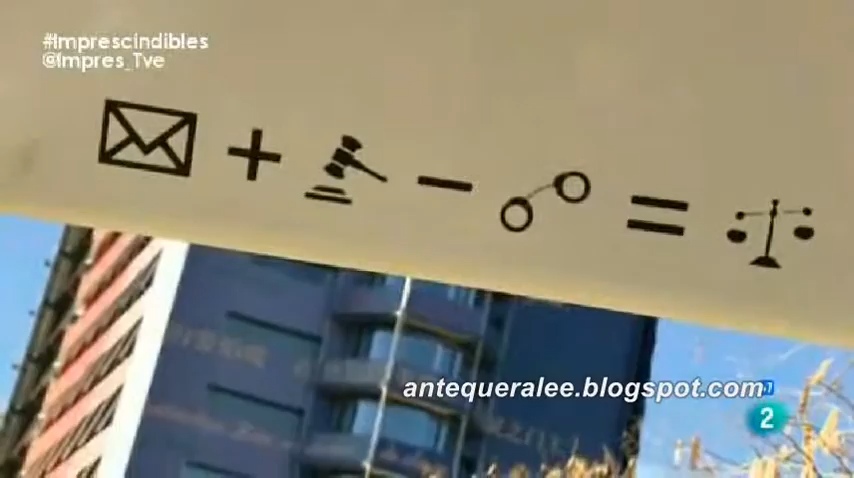 #Imprescindibles
@Impres_Tve
+ - =
antequeralee.blogspot.com
2